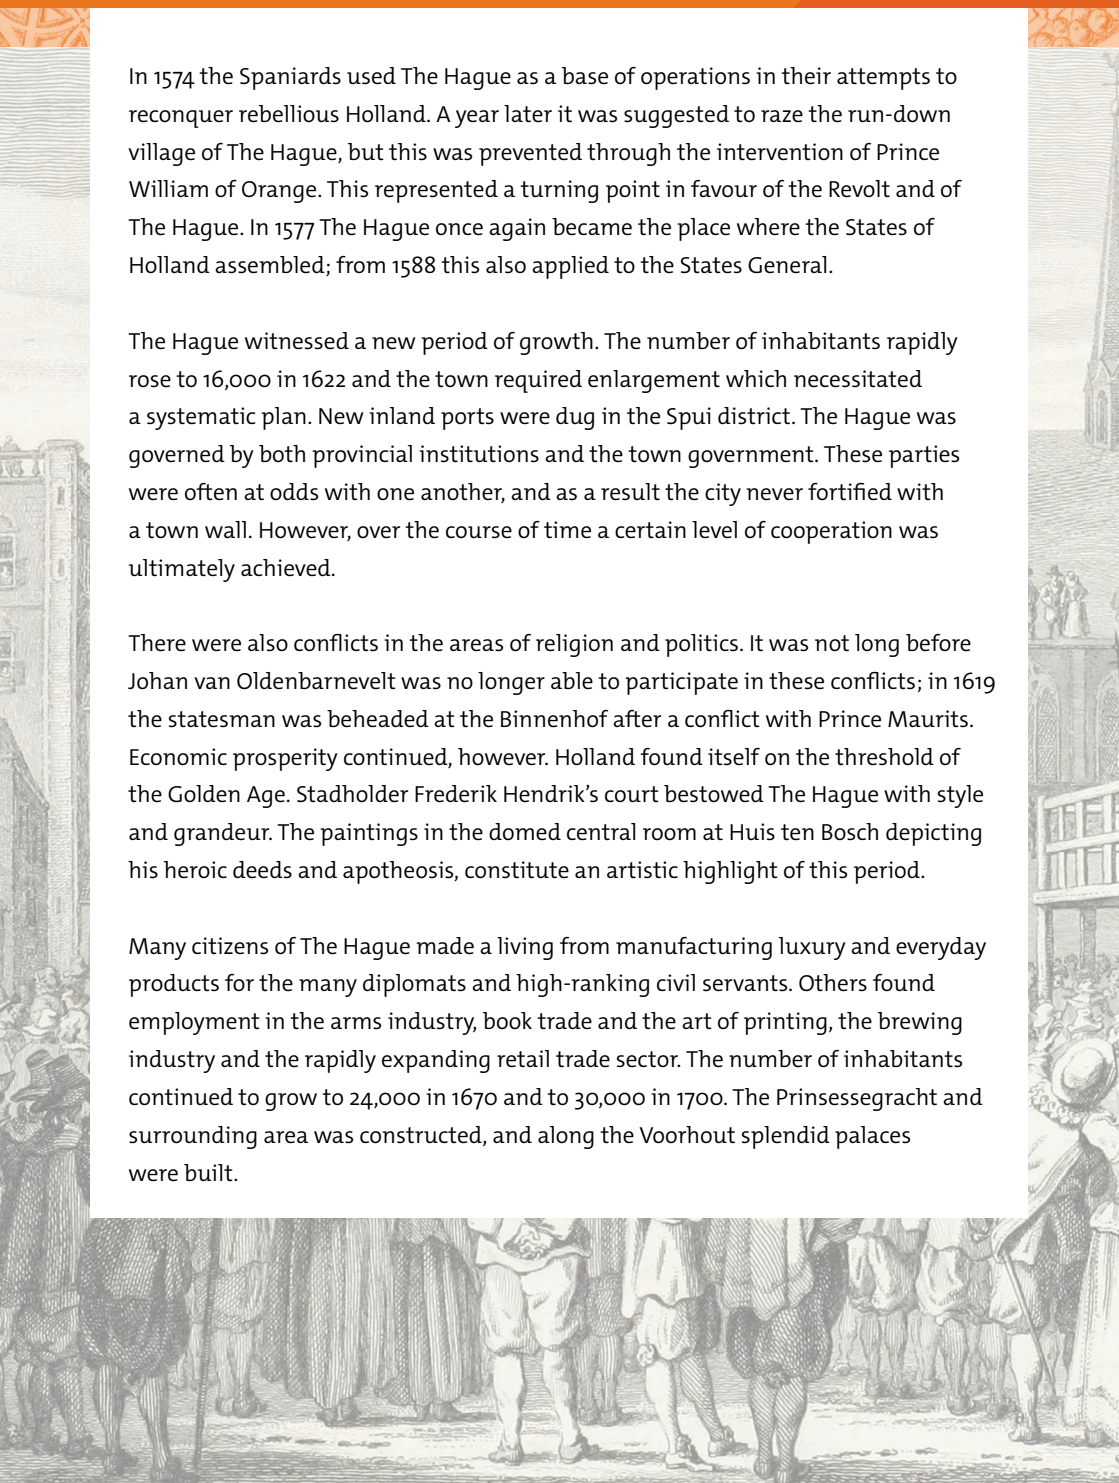 In 1574 the Spaniards used The Hague as a base of operations in their attempts to
reconquer rebellious Holland. A year later it was suggested to raze the run-down
village of The Hague, but this was prevented through the intervention of Prince
William of Orange. This represented a turning point in favour of the Revolt and of
The Hague. In 1577 The Hague once again became the place where the States of
Holland assembled; from 1588 this also applied to the States General.
The Hague witnessed a new period of growth. The number of inhabitants rapidly
rose to 16,000 in 1622 and the town required enlargement which necessitated
a systematic plan. New inland ports were dug in the Spui district. The Hague was
governed by both provincial institutions and the town government. These parties
were often at odds with one another, and as a result the city never fortified with
a town wall. However, over the course of time a certain level of cooperation was
ultimately achieved.
There were also conflicts in the areas of religion and politics. It was not long before
Johan van Oldenbarnevelt was no longer able to participate in these conflicts; in 1619
the statesman was beheaded at the Binnenhof after a conflict with Prince Maurits.
Economic prosperity continued, however. Holland found itself on the threshold of
the Golden Age. Stadholder Frederik Hendrik’s court bestowed The Hague with style
and grandeur. The paintings in the domed central room at Huis ten Bosch depicting
his heroic deeds and apotheosis, constitute an artistic highlight of this period.
Many citizens of The Hague made a living from manufacturing luxury and everyday
products for the many diplomats and high-ranking civil servants. Others found
employment in the arms industry, book trade and the art of printing, the brewing
industry and the rapidly expanding retail trade sector. The number of inhabitants
continued to grow to 24,000 in 1670 and to 30,000 in 1700. The Prinsessegracht and
surrounding area was constructed, and along the Voorhout splendid palaces
were built.